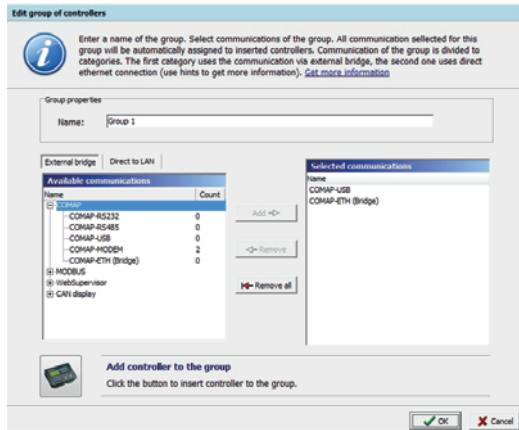 Edit group of controllers
Enter a name of the group. Select communications of the group. All communication sellected for this
group will be automatically assigned to inserted controllers. Communication of the group is divided to
categories. The first category uses the communication via external bridge, the second one uses direct
ethernet connection (use hints to get more information). Get more information
Group properties
Name: Group 1
External bridge Direct to LAN
Available communications
Name Count
COMAP
COMAP-RS232 0
COMAP-RS485 0
COMAP-USB 0
COMAP-MODEM 2
COMAP-ETH (Bridge) 0
MODBUS
WebSupervisor
CAN display
Add
Remove
Remove all
Selected communications
Name
COMAP-USB
COMAP-ETH (Bridge)
Add controller to the group
Click the button to insert controller to the group.
OK Cancel